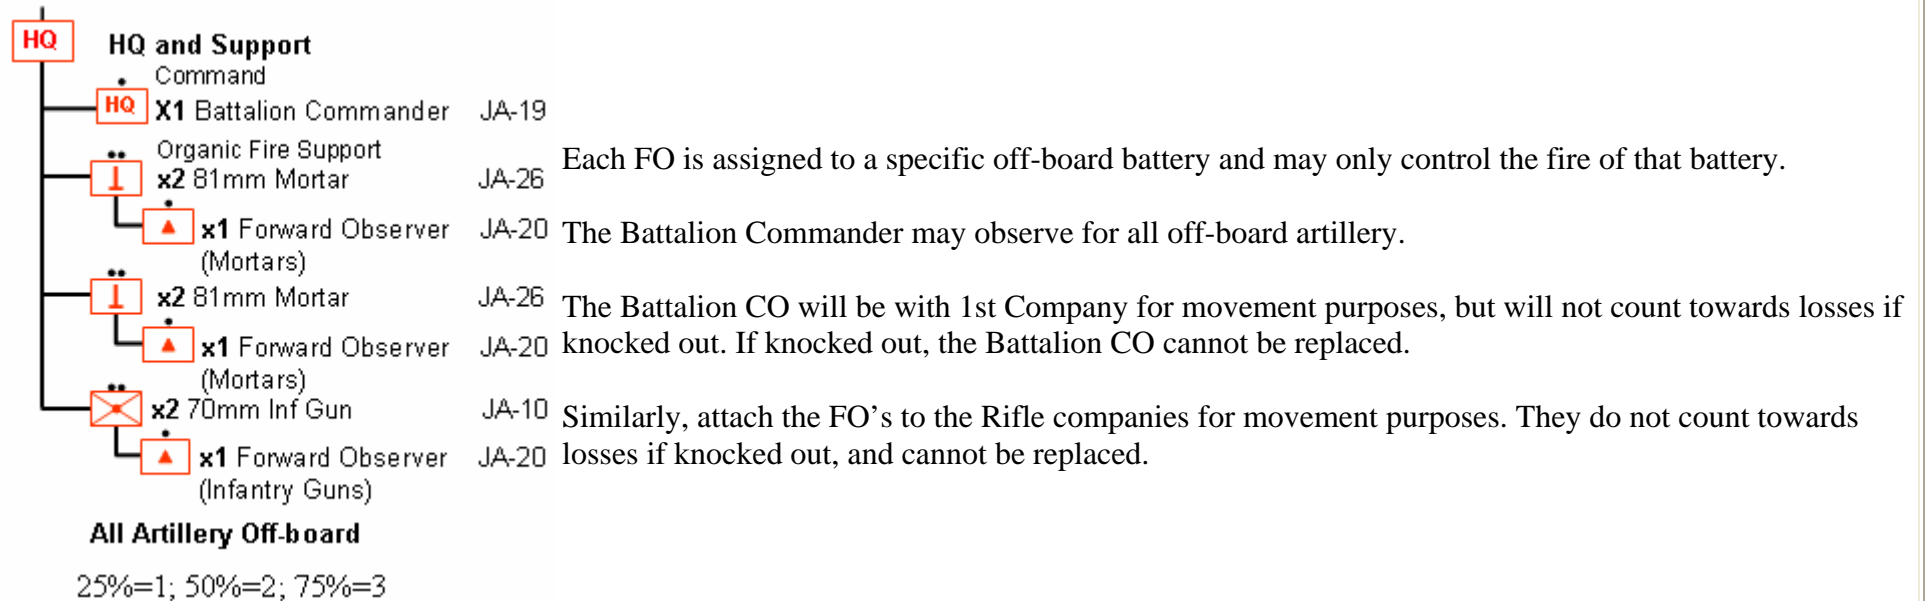 HQ
HQ and Support
Command
HQ X1 Battalion Commander JA-19
Organic Fire Support
x2 81mm Mortar JA-26
x1 Forward Observer JA-20
(Mortars)
x2 81mm Mortar JA-26
x1 Forward Observer JA-20
(Mortars)
x2 70mm Inf Gun JA-10
x1 Forward Observer JA-20
(Infantry Guns)
All Artillery Off-board
25%=1; 50%=2; 75%=3
Each FO is assigned to a specific off-board battery and may only control the fire of that battery.
The Battalion Commander may observe for all off-board artillery.
The Battalion CO will be with 1st Company for movement purposes, but will not count towards losses if
knocked out. If knocked out, the Battalion CO cannot be replaced.
Similarly, attach the FO's to the Rifle companies for movement purposes. They do not count towards
losses if knocked out, and cannot be replaced.